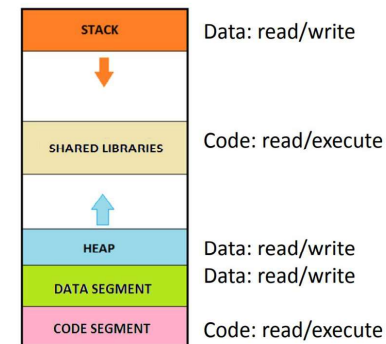 STACK
Data: read/write
SHARED LIBRARIES
Code: read/execute
HEAP
Data: read/write
DATA SEGMENT
Data: read/write
CODE SEGMENT
Code: read/execute